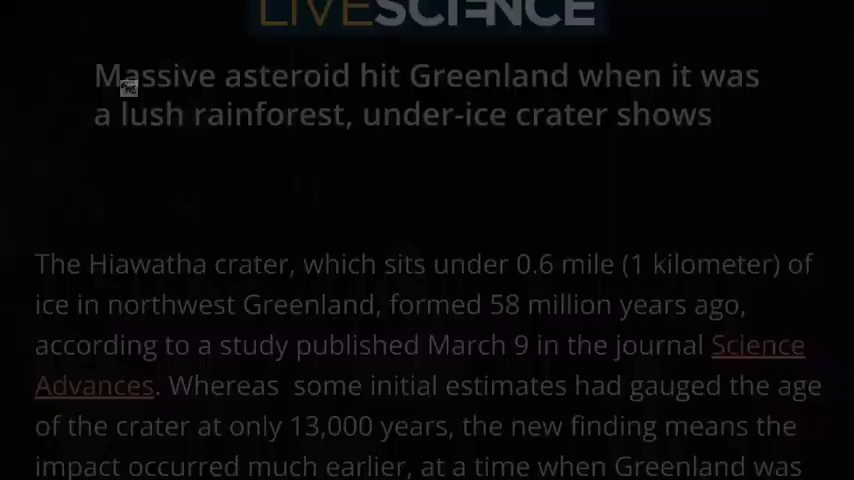 LIVESCIENCE
Massive asteroid hit Greenland when it was
a lush rainforest, under-ice crater shows
The Hiawatha crater, which sits under 0.6 mile (1 kilometer) of
ice in northwest Greenland, formed 58 million years ago,
according to a study published March 9 in the journal Science
Advances. Whereas some initial estimates had gauged the age
of the crater at only 13,000 years, the new finding means the
impact occurred much earlier, at a time when Greenland was